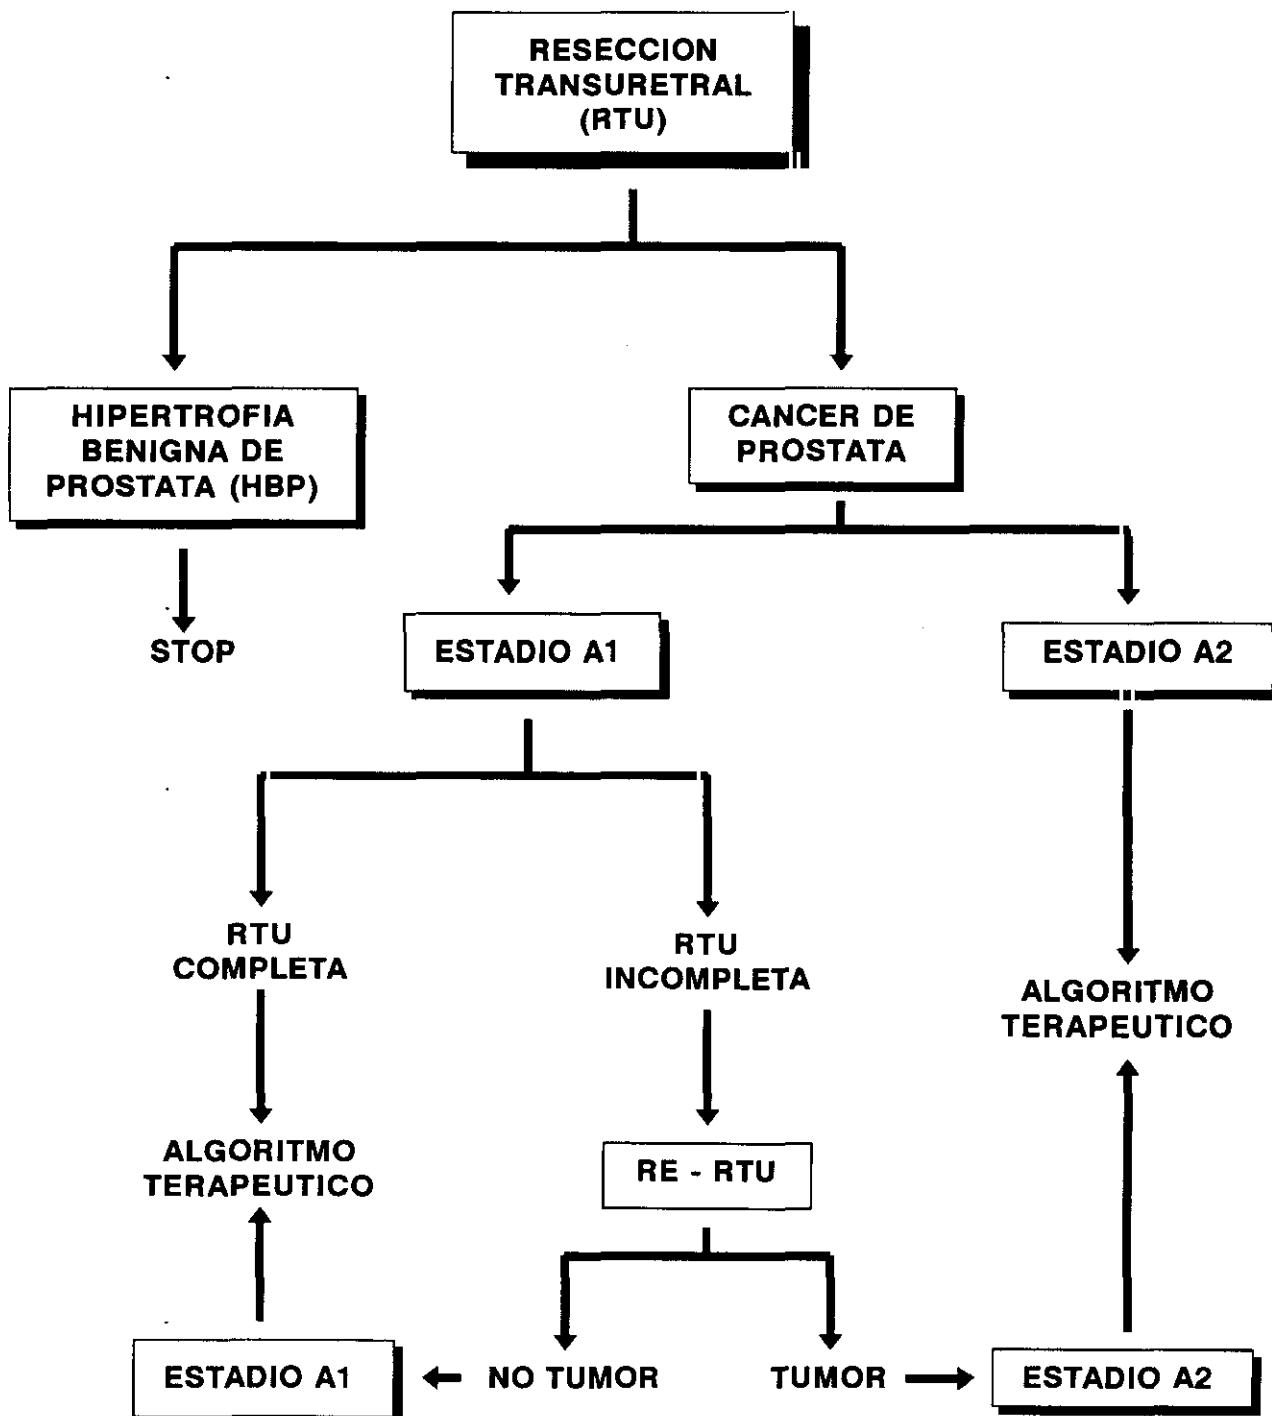 RESECCION
TRANSURETRAL
(RTU)
HIPERTROFIA
BENIGNA DE
PROSTATA (HBP)
CANCER DE
PROSTATA
STOP
ESTADIO A1
ESTADIO A2
RTU
COMPLETA
RTU
INCOMPLETA
ALGORITMO
TERAPEUTICO
ALGORITMO
TERAPEUTICO
RE - RTU
ESTADIO A1
NO TUMOR
TUMOR
ESTADIO A2